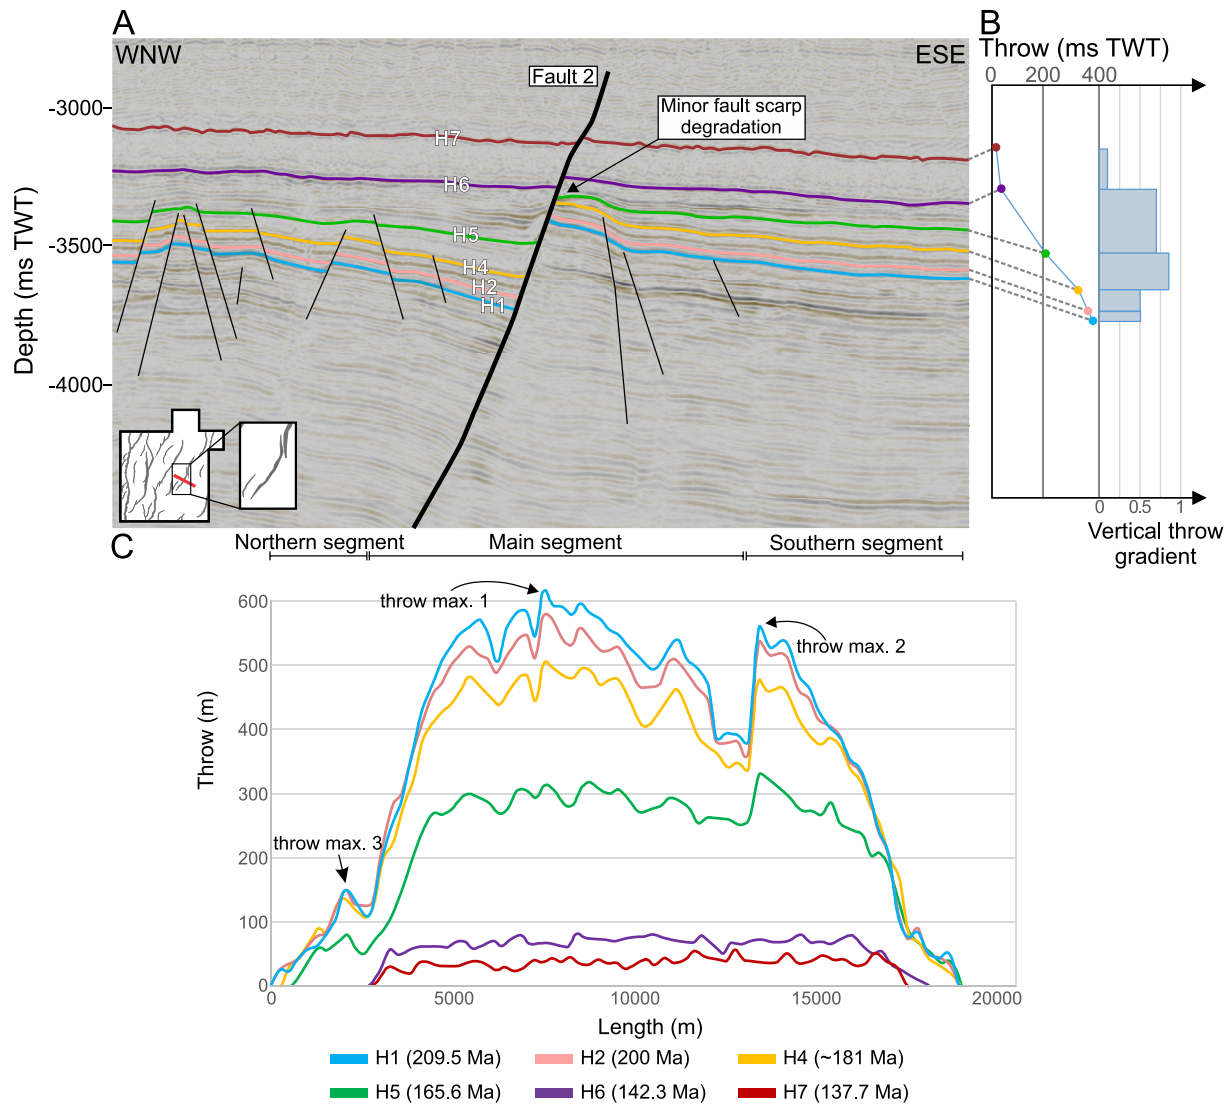 A
B
WNW
ESE
Throw (ms TWT)
0 200 400
Fault 2
Minor fault scarp
degradation
-3000
-3500
-4000
Depth (ms TWT)
H7
H6
H5
H4
H2
H1
0 0.5 1
Vertical throw
gradient
C
Northern segment
Main segment
Southern segment
throw max. 1
throw max. 2
throw max. 3
600
500
400
300
200
100
0
Throw (m)
0 5000 10000 15000 20000
Length (m)
H1 (209.5 Ma) H2 (200 Ma) H4 (~181 Ma)
H5 (165.6 Ma) H6 (142.3 Ma) H7 (137.7 Ma)